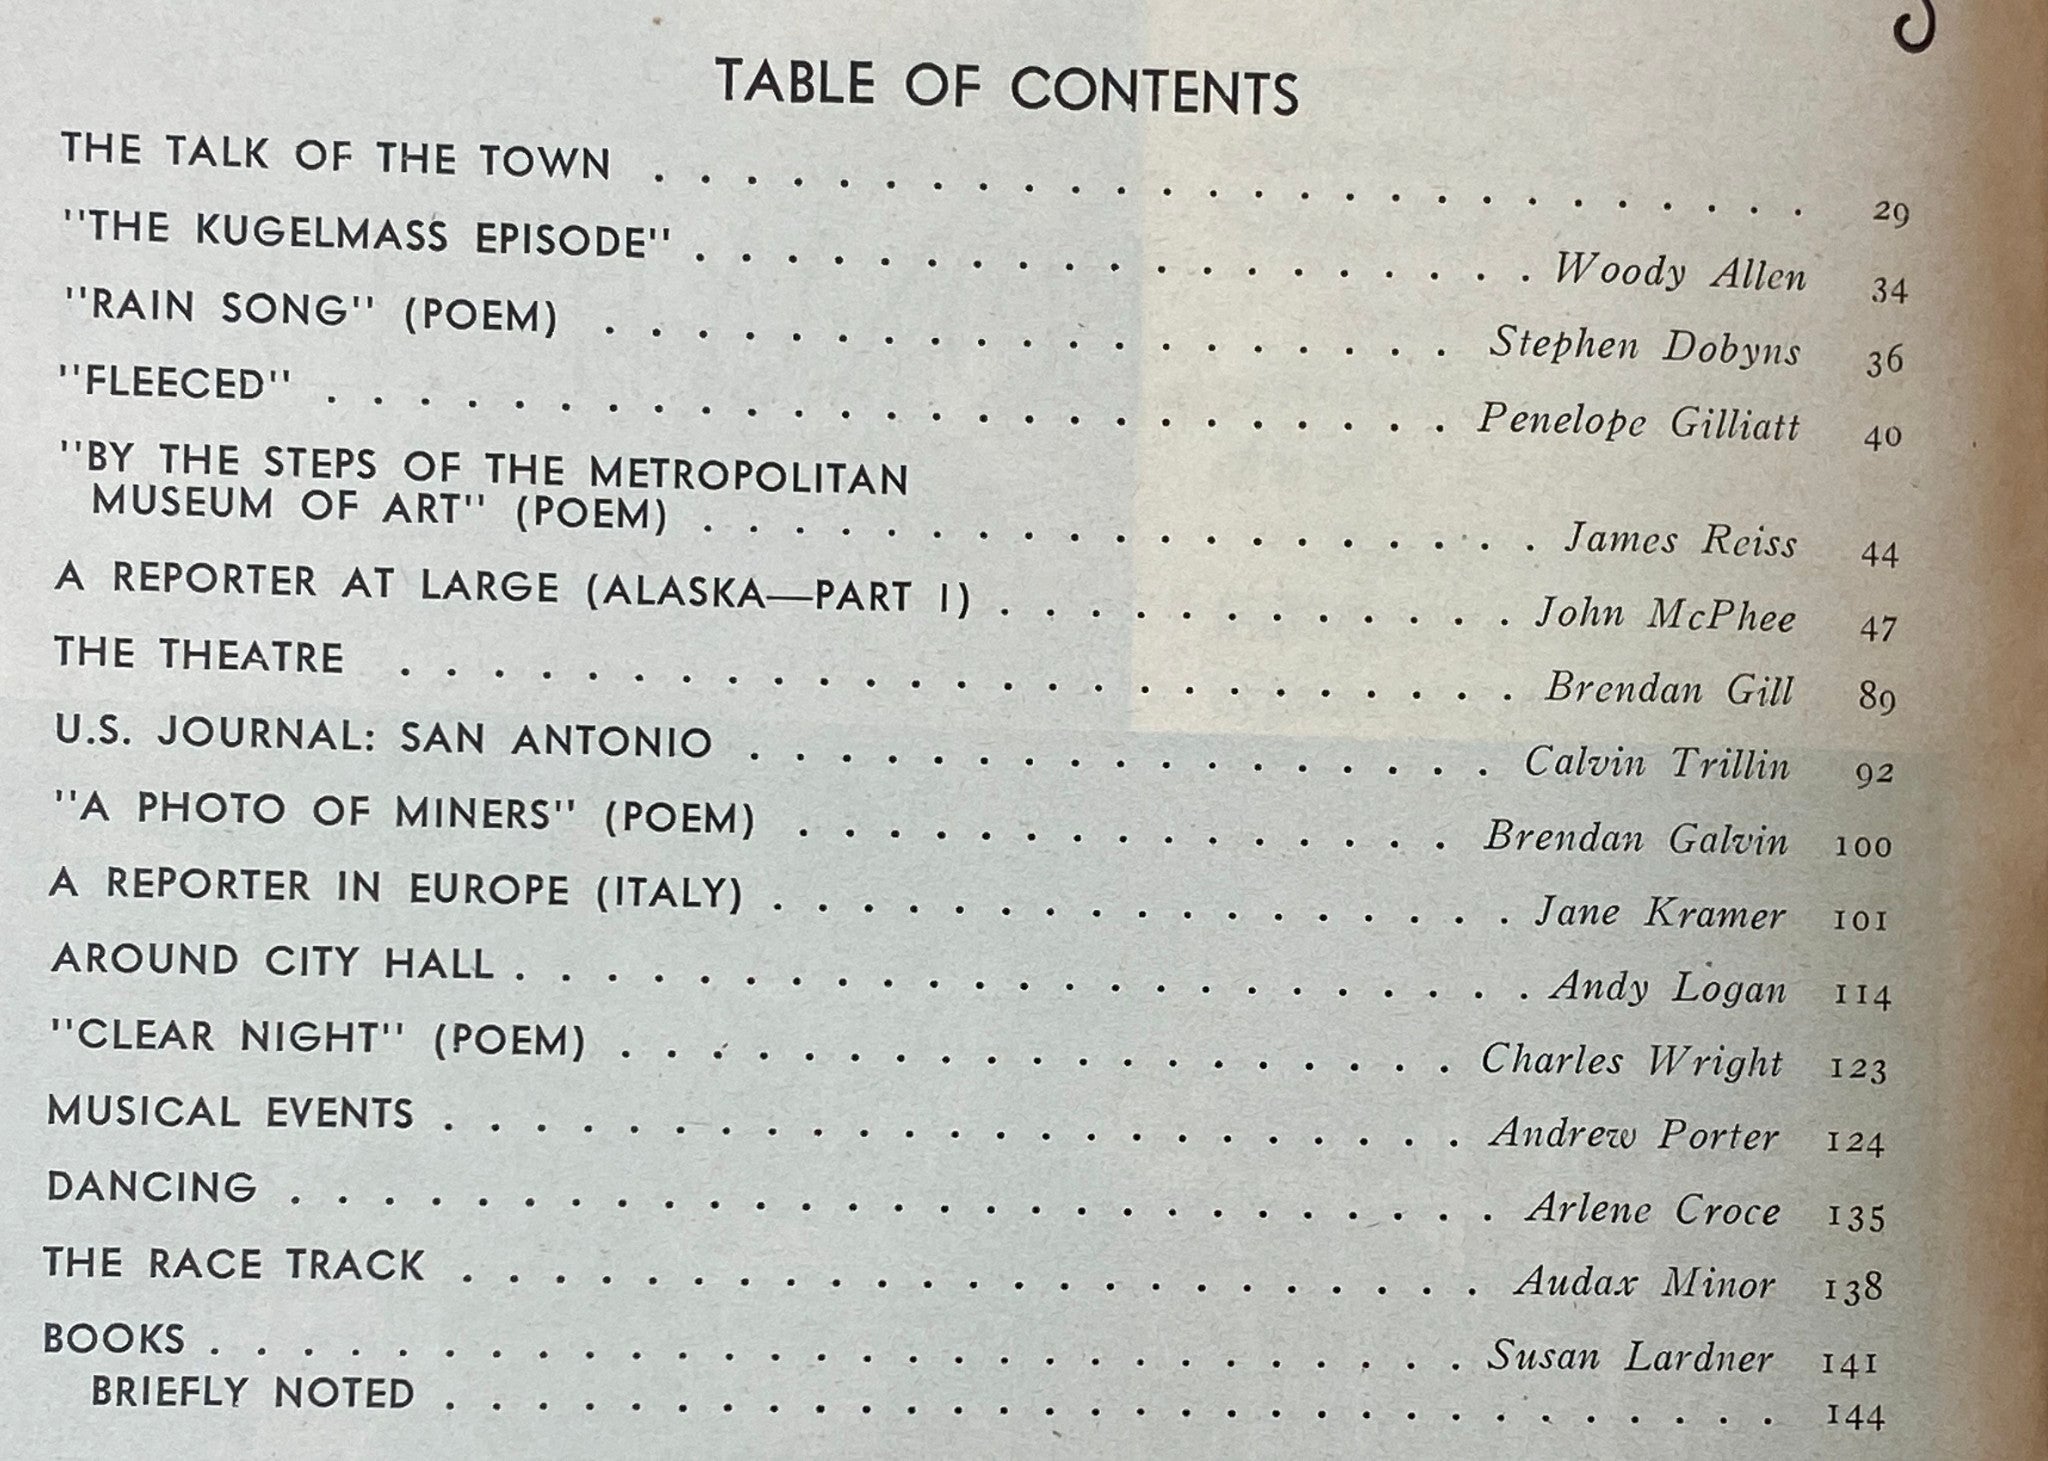 TABLE OF CONTENTS
THE TALK OF THE TOWN . . . . . . . . . . . . . . . . . . . . . . . . . 29
"THE KUGELMASS EPISODE" . . . . . . . . . . . . . . . . . . . Woody Allen 34
"RAIN SONG" (POEM) . . . . . . . . . . . . . . . . . . . Stephen Dobyns 36
"FLEECED" . . . . . . . . . . . . . . . . . . . . . . . . . Penelope Gilliatt 40
"BY THE STEPS OF THE METROPOLITAN
MUSEUM OF ART" (POEM) . . . . . . . . . . . . . . . . . . . James Reiss 44
A REPORTER AT LARGE (ALASKA—PART I) . . . . . . . . . . . . John McPhee 47
THE THEATRE . . . . . . . . . . . . . . . . . . . . . . . . . Brendan Gill 89
U.S. JOURNAL: SAN ANTONIO . . . . . . . . . . . . . . . . . Calvin Trillin 92
"A PHOTO OF MINERS" (POEM) . . . . . . . . . . . . . . . Brendan Galvin 100
A REPORTER IN EUROPE (ITALY) . . . . . . . . . . . . . . . . . Jane Kramer 101
AROUND CITY HALL . . . . . . . . . . . . . . . . . . . . . . . Andy Logan 114
"CLEAR NIGHT" (POEM) . . . . . . . . . . . . . . . . . . . Charles Wright 123
MUSICAL EVENTS . . . . . . . . . . . . . . . . . . . . . . . Andrew Porter 124
DANCING . . . . . . . . . . . . . . . . . . . . . . . . . . . Arlene Croce 135
THE RACE TRACK . . . . . . . . . . . . . . . . . . . . . . . Audax Minor 138
BOOKS . . . . . . . . . . . . . . . . . . . . . . . . . . . Susan Lardner 141
BRIEFLY NOTED . . . . . . . . . . . . . . . . . . . . . . . . . . . . . 144